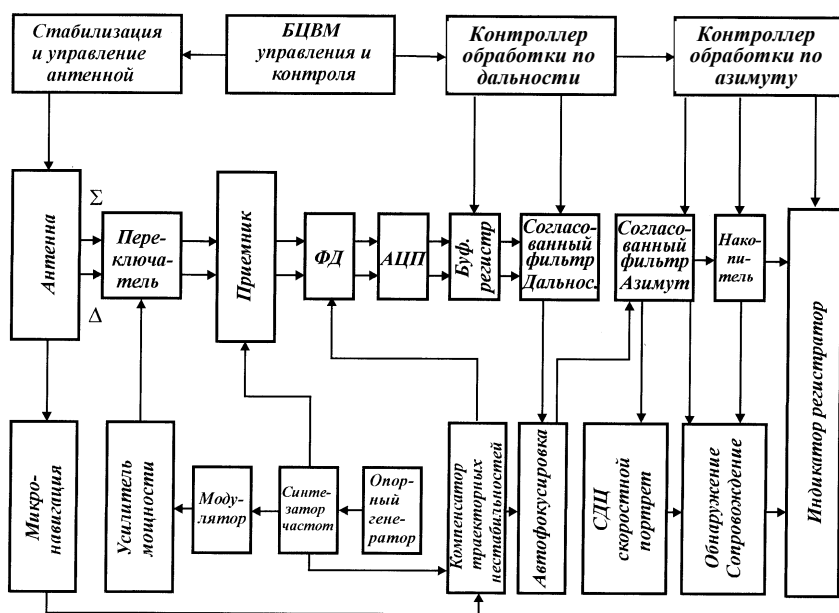 Стабилизация
и управление
антенной
БЦВМ
управления и
контроля
Контроллер
обработки по
дальности
Контроллер
обработки по
азимуту
Антенна
Σ
Δ
Пере-
ключа-
тель
Приемник
ФД
АЦП
Буф.
регистр
Согласо-
ванный
фильтр
Дальнос.
Согласо-
ванный
фильтр
Азимут
Нако-
пи-
тель
Индикатор регистратор
Микро-
навигация
Усилитель
мощности
Моду-
лятор
Синте-
затор
частот
Опор-
ный
гене-
ратор
Компенсатор
траекторных
нестабильностей
Автофокусировка
СДЦ
скоростной
портрет
Обнаружение
Сопровождение